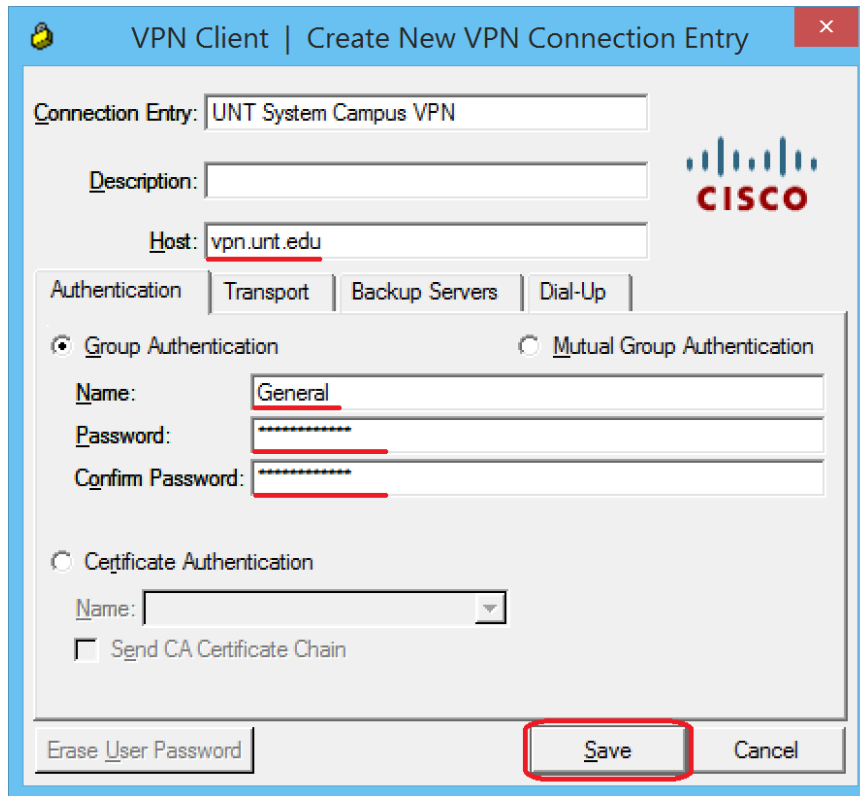 VPN Client | Create New VPN Connection Entry
Connection Entry: UNT System Campus VPN
CISCO
Description:
Host: vpn.unt.edu
Authentication Transport Backup Servers Dial-Up
Group Authentication Mutual Group Authentication
Name: General
Password: ************
Confirm Password: ************
Certificate Authentication
Name:
Send CA Certificate Chain
Erase User Password Save Cancel